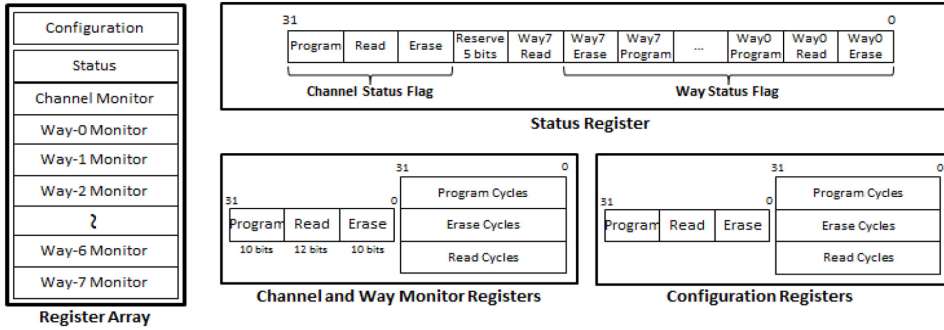 Configuration
Status
Channel Monitor
Way-0 Monitor
Way-1 Monitor
Way-2 Monitor
~
Way-6 Monitor
Way-7 Monitor
Register Array
31 0
Program Read Erase Reserve 5 bits Way7 Read Way7 Erase Way7 Program ... Way0 Program Way0 Read Way0 Erase
Channel Status Flag Way Status Flag
Status Register
31 0
Program Cycles
31 0
Program Read Erase
Erase Cycles
10 bits 12 bits 10 bits
Read Cycles
Channel and Way Monitor Registers
31 0
Program Cycles
31 0
Program Read Erase
Erase Cycles
Read Cycles
Configuration Registers